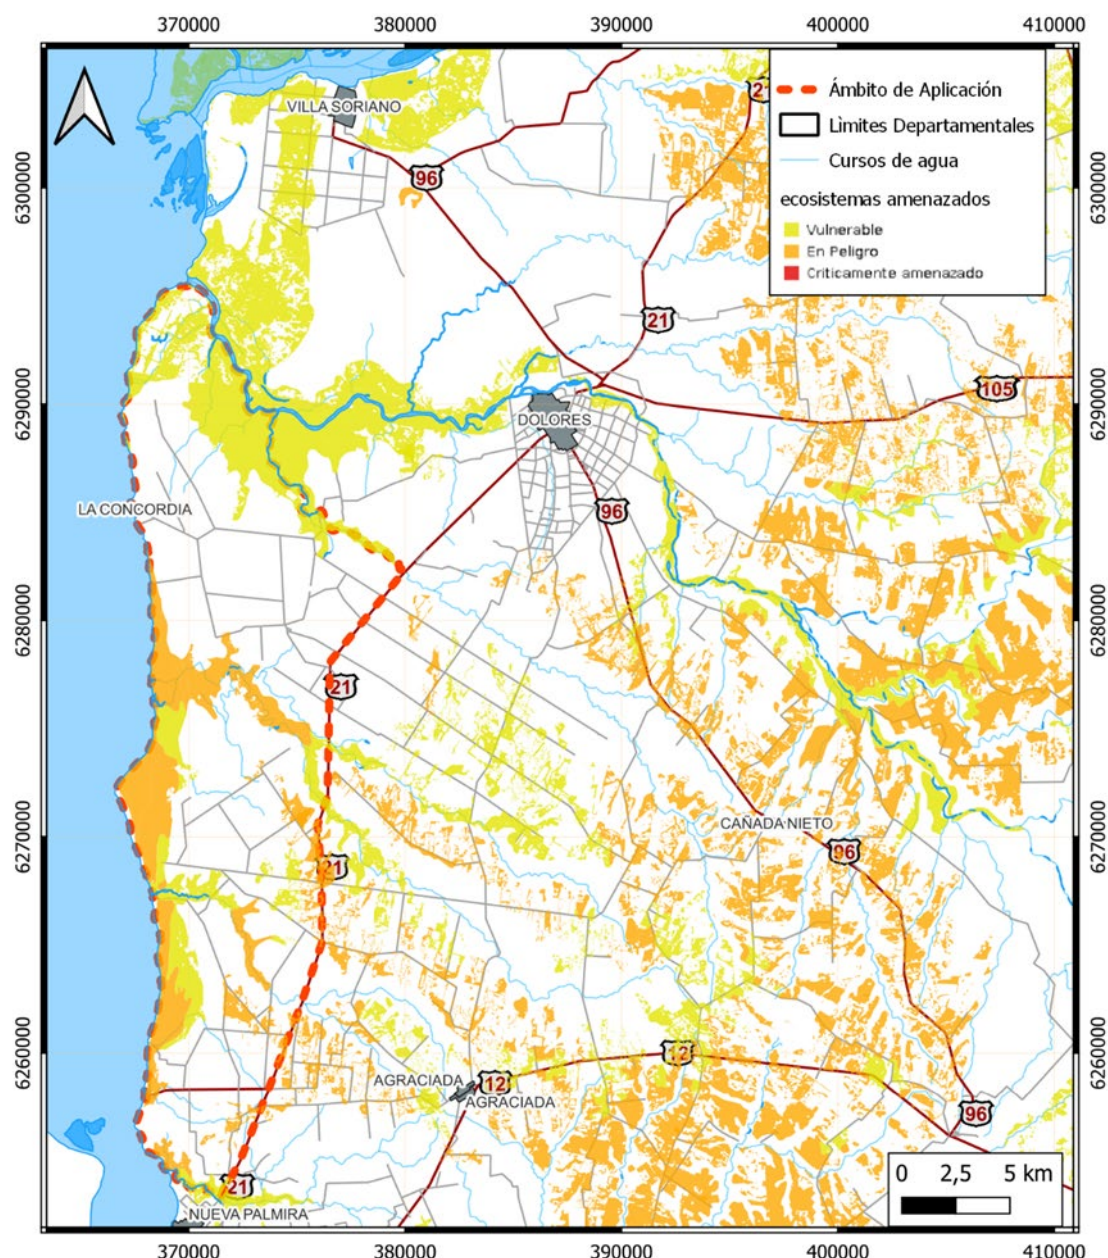 370000 380000 390000 400000 410000
Ámbito de Aplicación
Lìmites Departamentales
Cursos de agua
ecosistemas amenazados
Vulnerable
En Peligro
Criticamente amenazado
VILLA SORIANO
96
21
6300000
6300000
21
105
6290000
6290000
DOLORES
LA CONCORDIA
96
6280000
6280000
21
CAÑADA NIETO
96
6270000
6270000
21
6260000
6260000
12
AGRACIADA
12
AGRACIADA
96
21
NUEVA PALMIRA
0 2,5 5 km
370000 380000 390000 400000 410000